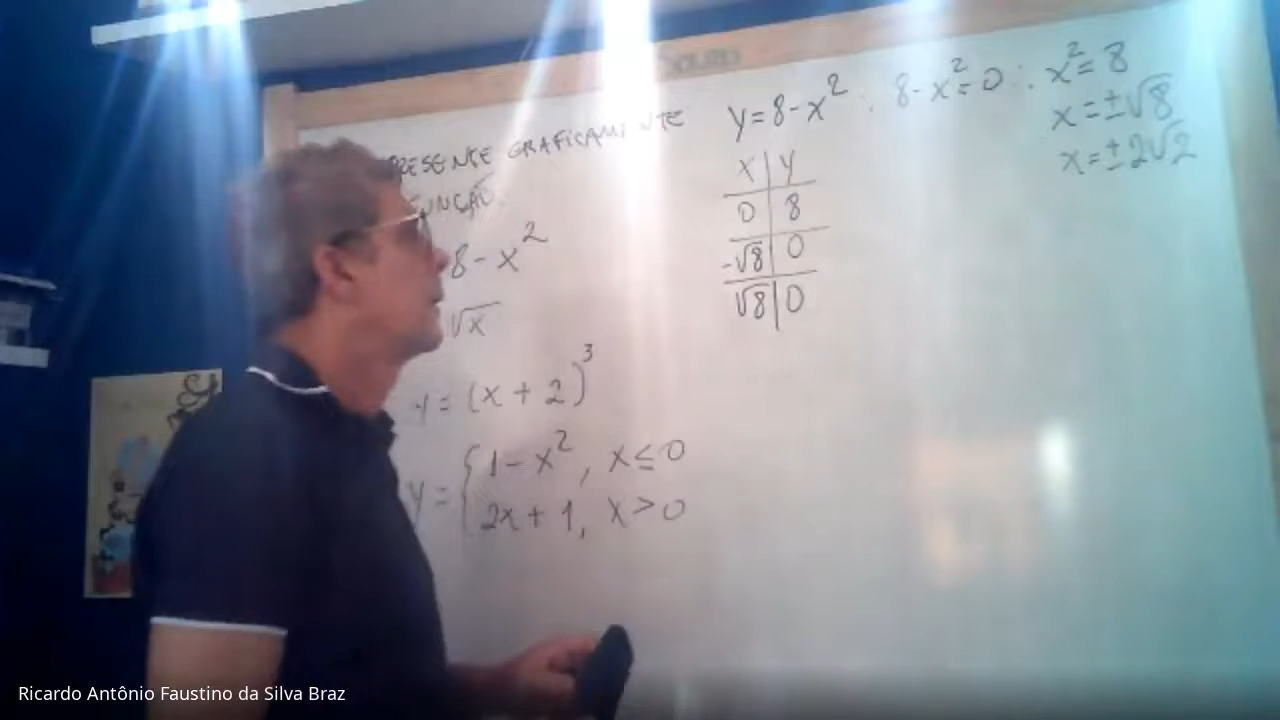 GRAFICAMENTE
FUNÇÃO
8-x²
√x
y = (x + 2)³
y = { 1-x², x≤0
2x + 1, x>0
y=8-x² ∴ 8-x²=0 ∴ x²=8
x=±√8
x=±2√2
x | y
0 | 8
-√8 | 0
√8 | 0
Ricardo Antônio Faustino da Silva Braz